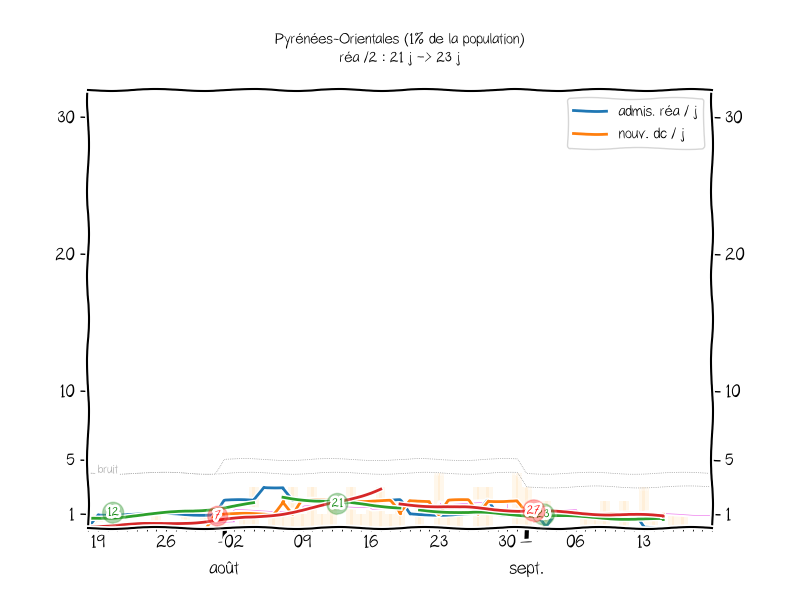 Pyrénées-Orientales (1% de la population)
réa /2 : 21 j -> 23 j
admis. réa / j
nouv. dc / j
30 30
20 20
10 10
5 5
bruit
1 1
12 7 21 27
19 26 02 09 16 23 30 06 13
août sept.